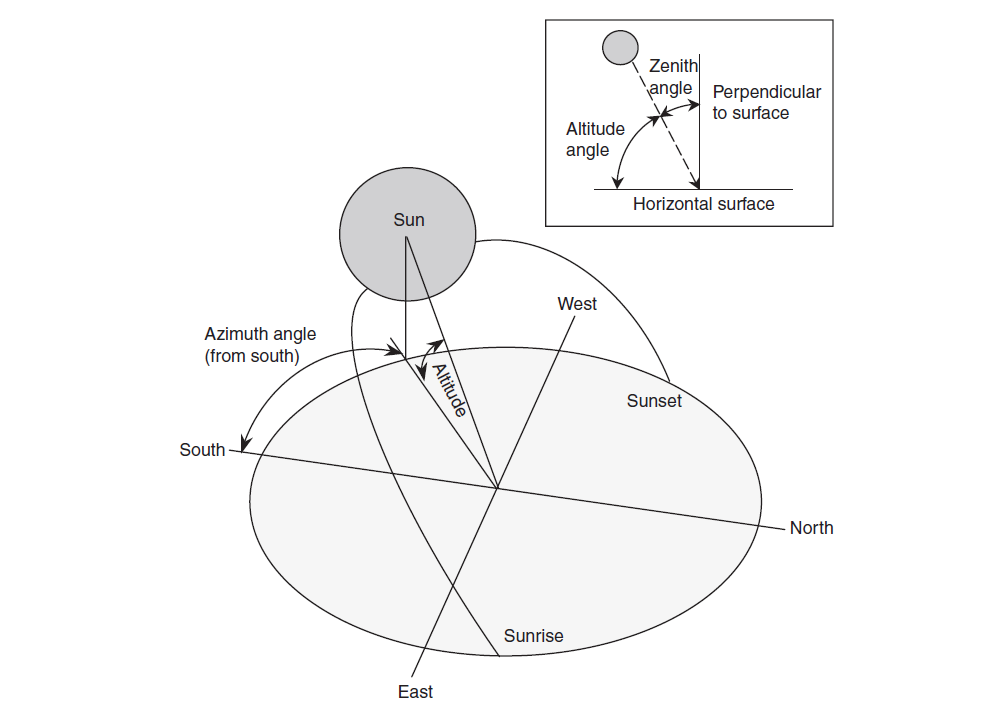 Zenith
angle
Perpendicular
to surface
Altitude
angle
Horizontal surface
Sun
West
Azimuth angle
(from south)
Altitude
Sunset
South
North
Sunrise
East